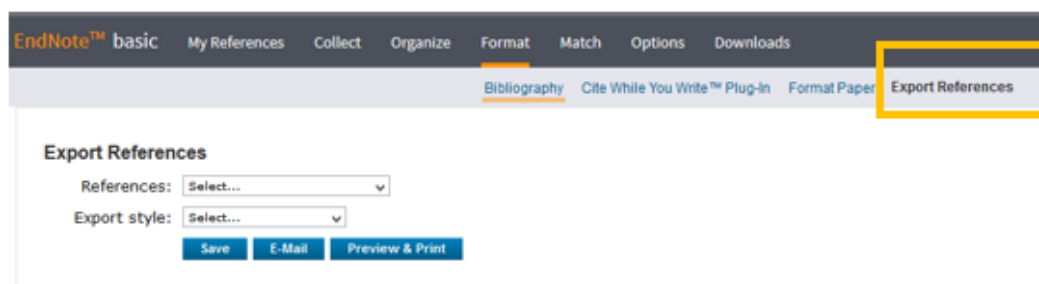 EndNote™ basic My References Collect Organize Format Match Options Downloads
Bibliography Cite While You Write™ Plug-In Format Paper Export References
Export References
References: Select...
Export style: Select...
Save E-Mail Preview & Print